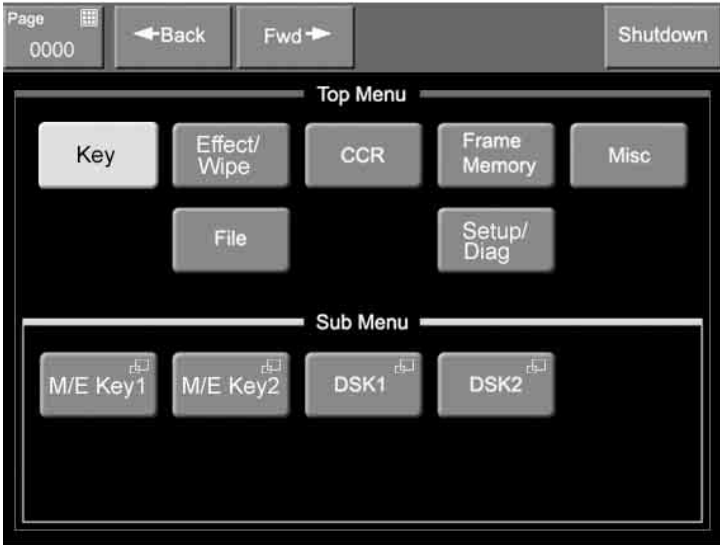 Page
0000
Back
Fwd
Shutdown
Top Menu
Key
Effect/
Wipe
CCR
Frame
Memory
Misc
File
Setup/
Diag
Sub Menu
M/E Key1
M/E Key2
DSK1
DSK2